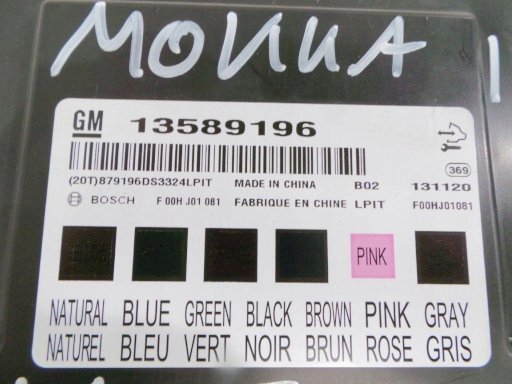 МОККА 1
GM 13589196
369
(20T)879196DS3324LPIT MADE IN CHINA B02 131120
BOSCH F 00H J01 081 FABRIQUE EN CHINE LPIT F00HJ01081
PINK
NATURAL BLUE GREEN BLACK BROWN PINK GRAY
NATUREL BLEU VERT NOIR BRUN ROSE GRIS